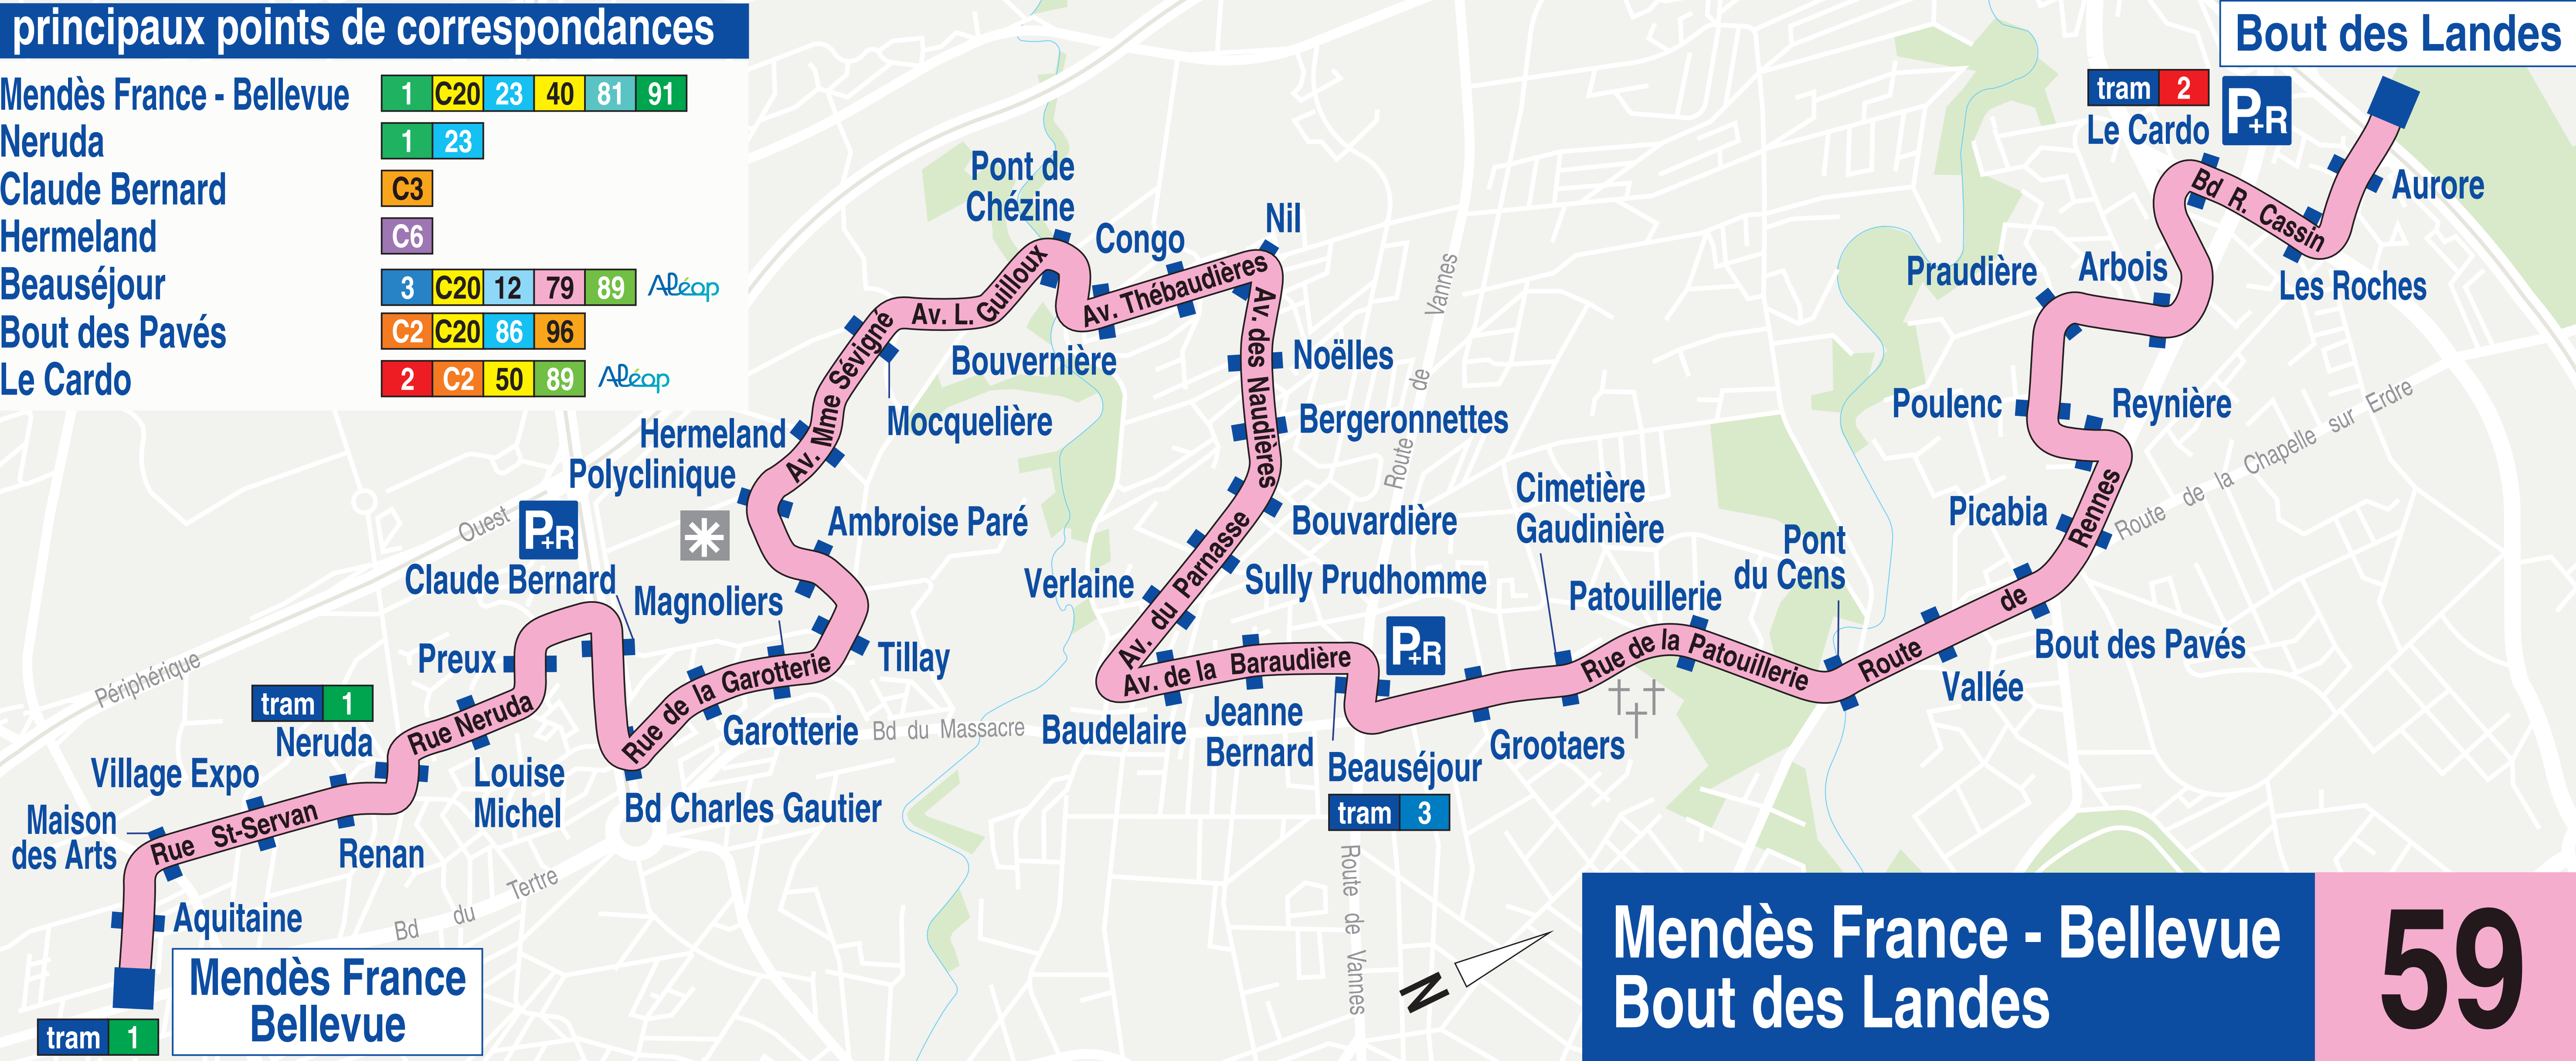 principaux points de correspondances
Mendès France - Bellevue 1 C20 23 40 81 91
Neruda 1 23
Claude Bernard C3
Hermeland C6
Beauséjour 3 C20 12 79 89 Aléop
Bout des Pavés C2 C20 86 96
Le Cardo 2 C2 50 89 Aléop
Bout des Landes
tram 2
P+R
Le Cardo
Aurore
Bd R. Cassin
Les Roches
Arbois
Praudière
Poulenc
Reynière
Route de la Chapelle sur Erdre
Picabia
Route de Rennes
Bout des Pavés
Vallée
Pont
du Cens
Patouillerie
Rue de la Patouillerie
Cimetière
Gaudinière
Grootaers
P+R
Beauséjour
tram 3
Route de Vannes
Route de Vannes
Jeanne
Bernard
Av. de la Baraudière
Baudelaire
Verlaine
Av. du Parnasse
Sully Prudhomme
Bouvardière
Bergeronnettes
Noëlles
Av. des Naudières
Nil
Congo
Av. Thébaudières
Bouvernière
Pont de
Chézine
Av. L. Guilloux
Mocquelière
Av. Mme Sévigné
Hermeland
Polyclinique
Ambroise Paré
Magnoliers
Tillay
Rue de la Garotterie
Garotterie
Bd du Massacre
Bd Charles Gautier
P+R
Claude Bernard
Ouest
Périphérique
Preux
Rue Neruda
Louise
Michel
tram 1
Neruda
Village Expo
Rue St-Servan
Renan
Maison
des Arts
Aquitaine
Bd du Tertre
Mendès France
Bellevue
tram 1
N
Mendès France - Bellevue
Bout des Landes
59